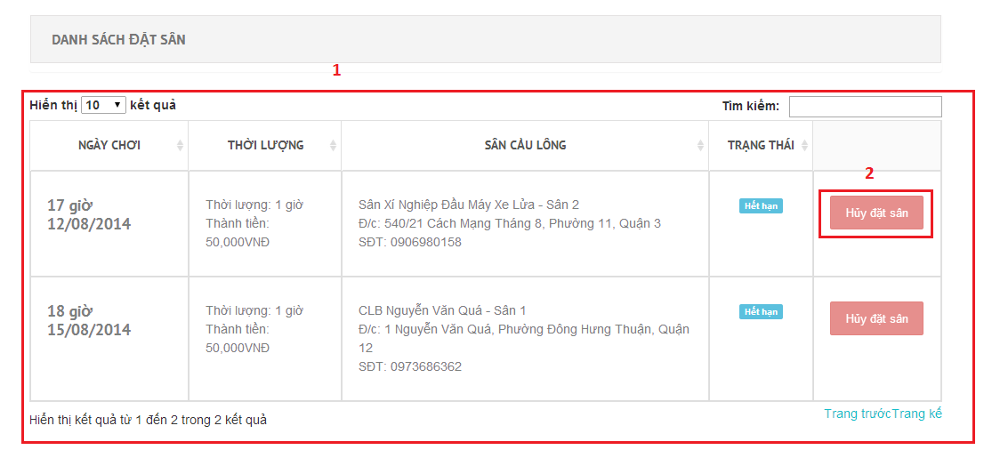 DANH SÁCH ĐẶT SÂN
1
Hiển thị 10 kết quả
Tìm kiếm:
NGÀY CHƠI
THỜI LƯỢNG
SÂN CẦU LÔNG
TRẠNG THÁI
2
17 giờ
12/08/2014
Thời lượng: 1 giờ
Thành tiền:
50,000VNĐ
Sân Xí Nghiệp Đầu Máy Xe Lửa - Sân 2
Đ/c: 540/21 Cách Mạng Tháng 8, Phường 11, Quận 3
SĐT: 0906980158
Hết hạn
Hủy đặt sân
18 giờ
15/08/2014
Thời lượng: 1 giờ
Thành tiền:
50,000VNĐ
CLB Nguyễn Văn Quá - Sân 1
Đ/c: 1 Nguyễn Văn Quá, Phường Đông Hưng Thuận, Quận
12
SĐT: 0973686362
Hết hạn
Hủy đặt sân
Hiển thị kết quả từ 1 đến 2 trong 2 kết quả
Trang trướcTrang kế